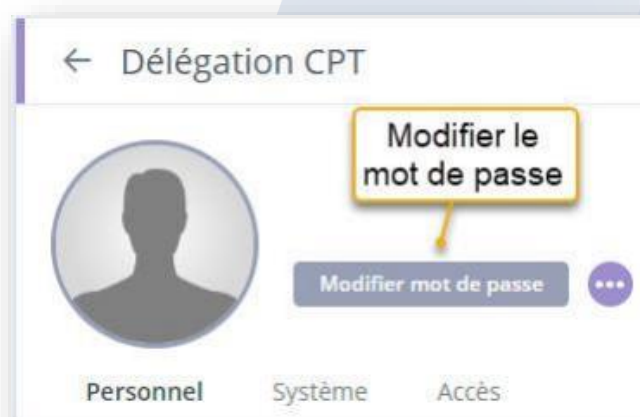 ← Délégation CPT
Modifier le
mot de passe
Modifier mot de passe
Personnel Système Accès